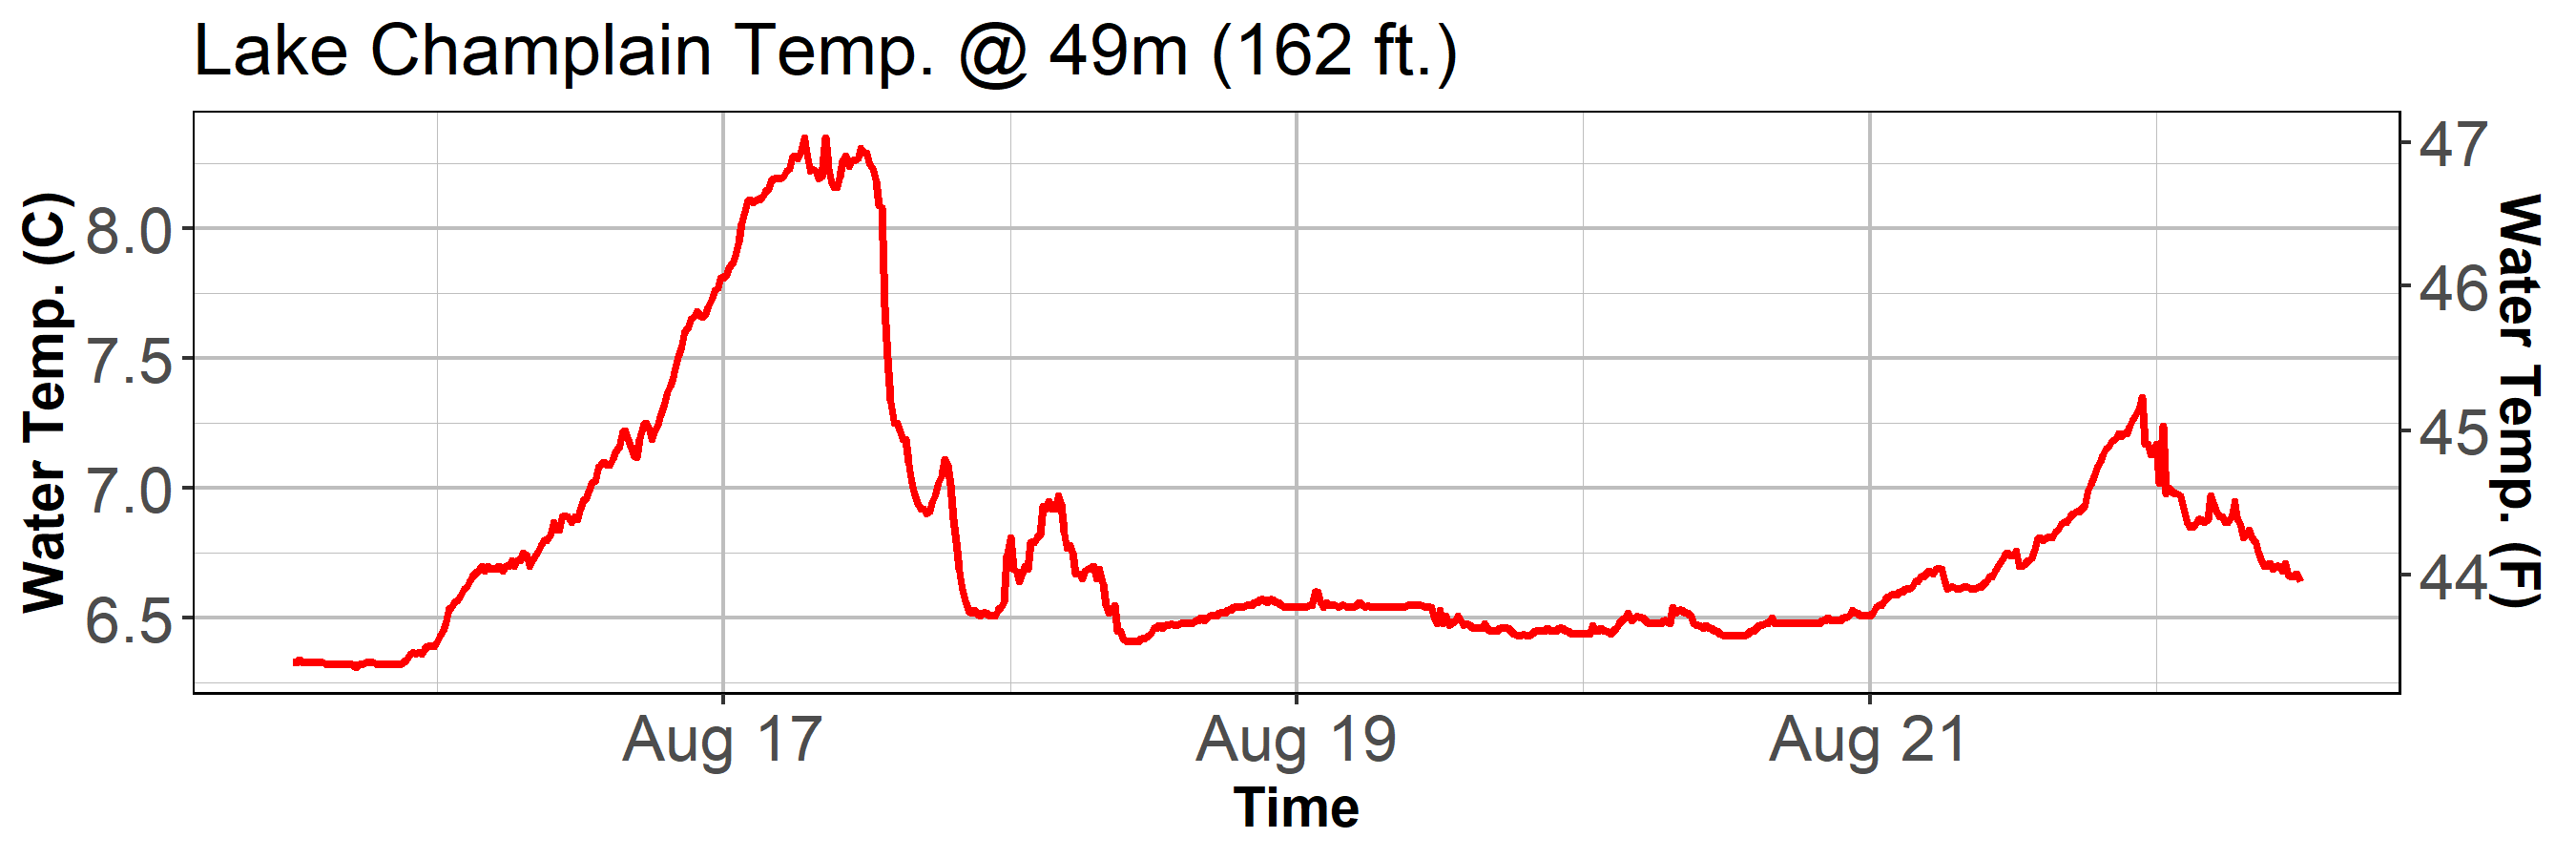 Lake Champlain Temp. @ 49m (162 ft.)
Water Temp. (C)
8.0
7.5
7.0
6.5
47
46
45
44
Water Temp. (F)
Aug 17
Aug 19
Aug 21
Time